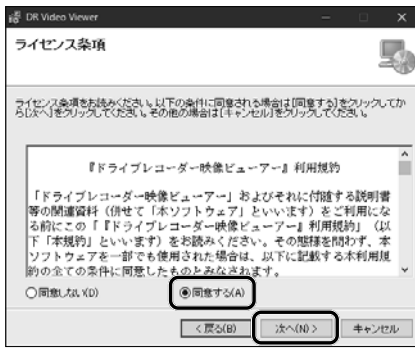 DR Video Viewer
ライセンス条項
ライセンス条項をお読みください。以下の条件に同意される場合は[同意する]をクリックしてか
ら[次へ]をクリックしてください。その他の場合は[キャンセル]をクリックしてください。
『ドライブレコーダー映像ビューアー』利用規約
「ドライブレコーダー映像ビューアー」およびそれに付随する説明書
等の関連資料（併せて「本ソフトウェア」といいます）をご利用にな
る前にこの「『ドライブレコーダー映像ビューアー』利用規約」（以
下「本規約」といいます）をお読みください。その態様を問わず、本
ソフトウェアを一部でも使用された場合は、以下に記載する本利用規
約の全ての条件に同意したものとみなされます。
同意しない(D) 同意する(A)
< 戻る(B) 次へ(N) > キャンセル